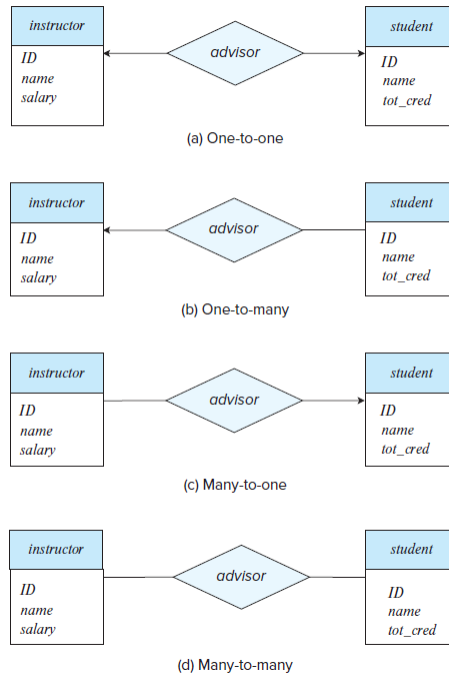 instructor
ID
name
salary
advisor
student
ID
name
tot_cred
(a) One-to-one
instructor
ID
name
salary
advisor
student
ID
name
tot_cred
(b) One-to-many
instructor
ID
name
salary
advisor
student
ID
name
tot_cred
(c) Many-to-one
instructor
ID
name
salary
advisor
student
ID
name
tot_cred
(d) Many-to-many